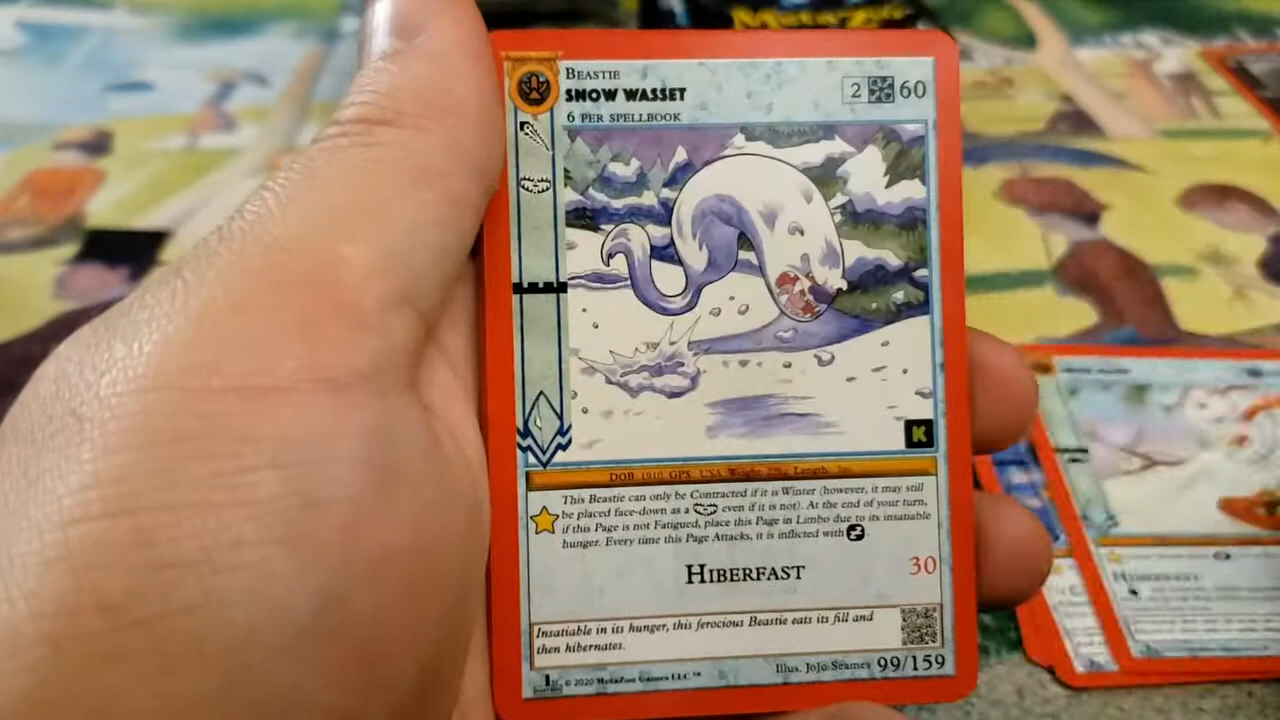 MetaZoo
BEASTIE
SNOW WASSET
2 60
6 PER SPELLBOOK
K
DOB: 1910 GPS: USA Weight: Length:
This Beastie can only be Contracted if it is Winter (however, it may still
be placed face-down as a even if it is not). At the end of your turn,
if this Page is not Fatigued, place this Page in Limbo due to its insatiable
hunger. Every time this Page Attacks, it is inflicted with Z.
HIBERFAST 30
Insatiable in its hunger, this ferocious Beastie eats its fill and
then hibernates.
Illus. JoJo Seames 99/159
1st EDITION © 2020 MetaZoo Games LLC™